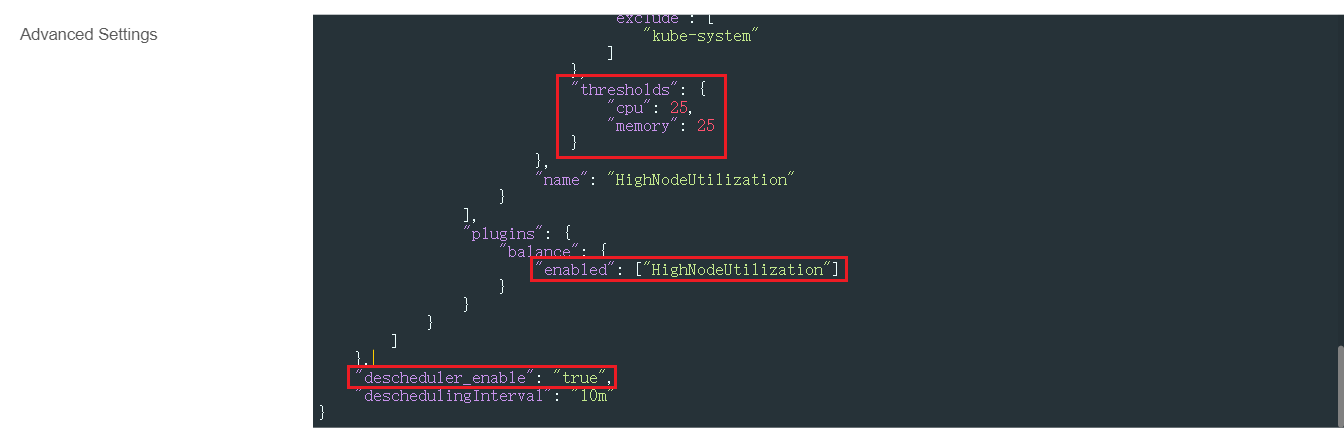 Advanced Settings
"exclude": [
"kube-system"
]
},
"thresholds": {
"cpu": 25,
"memory": 25
}
},
"name": "HighNodeUtilization"
}
],
"plugins": {
"balance": {
"enabled": ["HighNodeUtilization"]
}
}
}
]
},
"descheduler_enable": "true",
"deschedulingInterval": "10m"
}